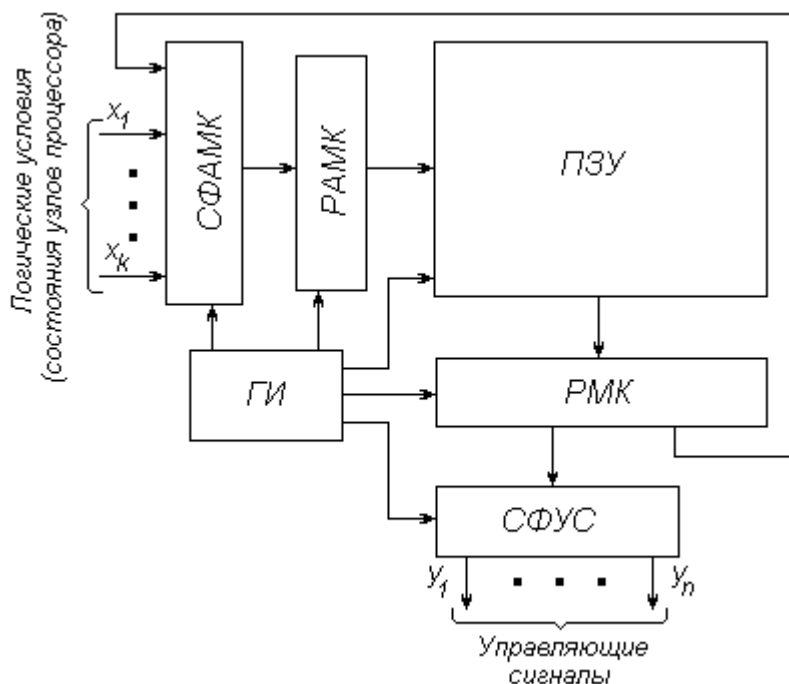 Логические условия
(состояния узлов процессора)
x1
xk
СФАМК
РАМК
ПЗУ
ГИ
РМК
СФУС
y1
yn
Управляющие
сигналы